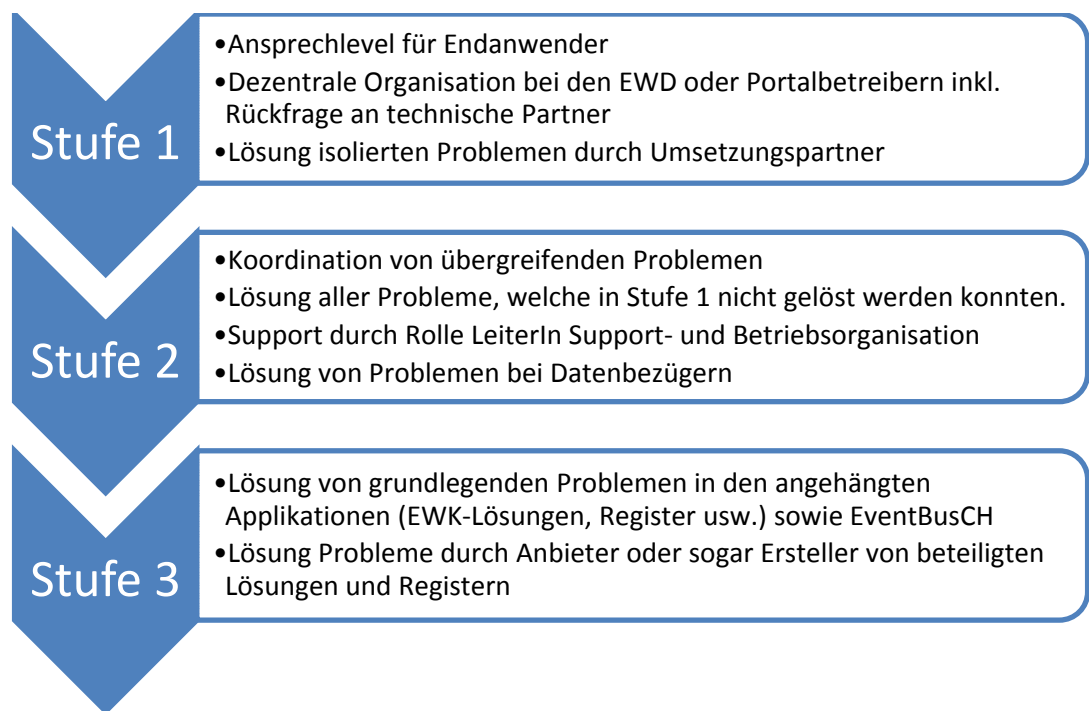 Stufe 1
•Ansprechlevel für Endanwender
•Dezentrale Organisation bei den EWD oder Portalbetreibern inkl.
Rückfrage an technische Partner
•Lösung isolierten Problemen durch Umsetzungspartner
Stufe 2
•Koordination von übergreifenden Problemen
•Lösung aller Probleme, welche in Stufe 1 nicht gelöst werden konnten.
•Support durch Rolle LeiterIn Support- und Betriebsorganisation
•Lösung von Problemen bei Datenbezügern
Stufe 3
•Lösung von grundlegenden Problemen in den angehängten
Applikationen (EWK-Lösungen, Register usw.) sowie EventBusCH
•Lösung Probleme durch Anbieter oder sogar Ersteller von beteiligten
Lösungen und Registern